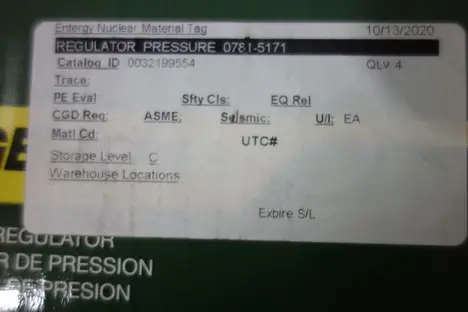 Entergy Nuclear Material Tag 10/13/2020
REGULATOR PRESSURE 0781-5171
Catalog ID 0032199554 QLV 4
Trace:
PE Eval Sfty Cls: EQ Rel
CGD Req: ASME: Seismic: U/I: EA
Matl Cd:
UTC#
Storage Level C
Warehouse Locations
Expire S/L
REGULATOR
R DE PRESSION
DE PRESION